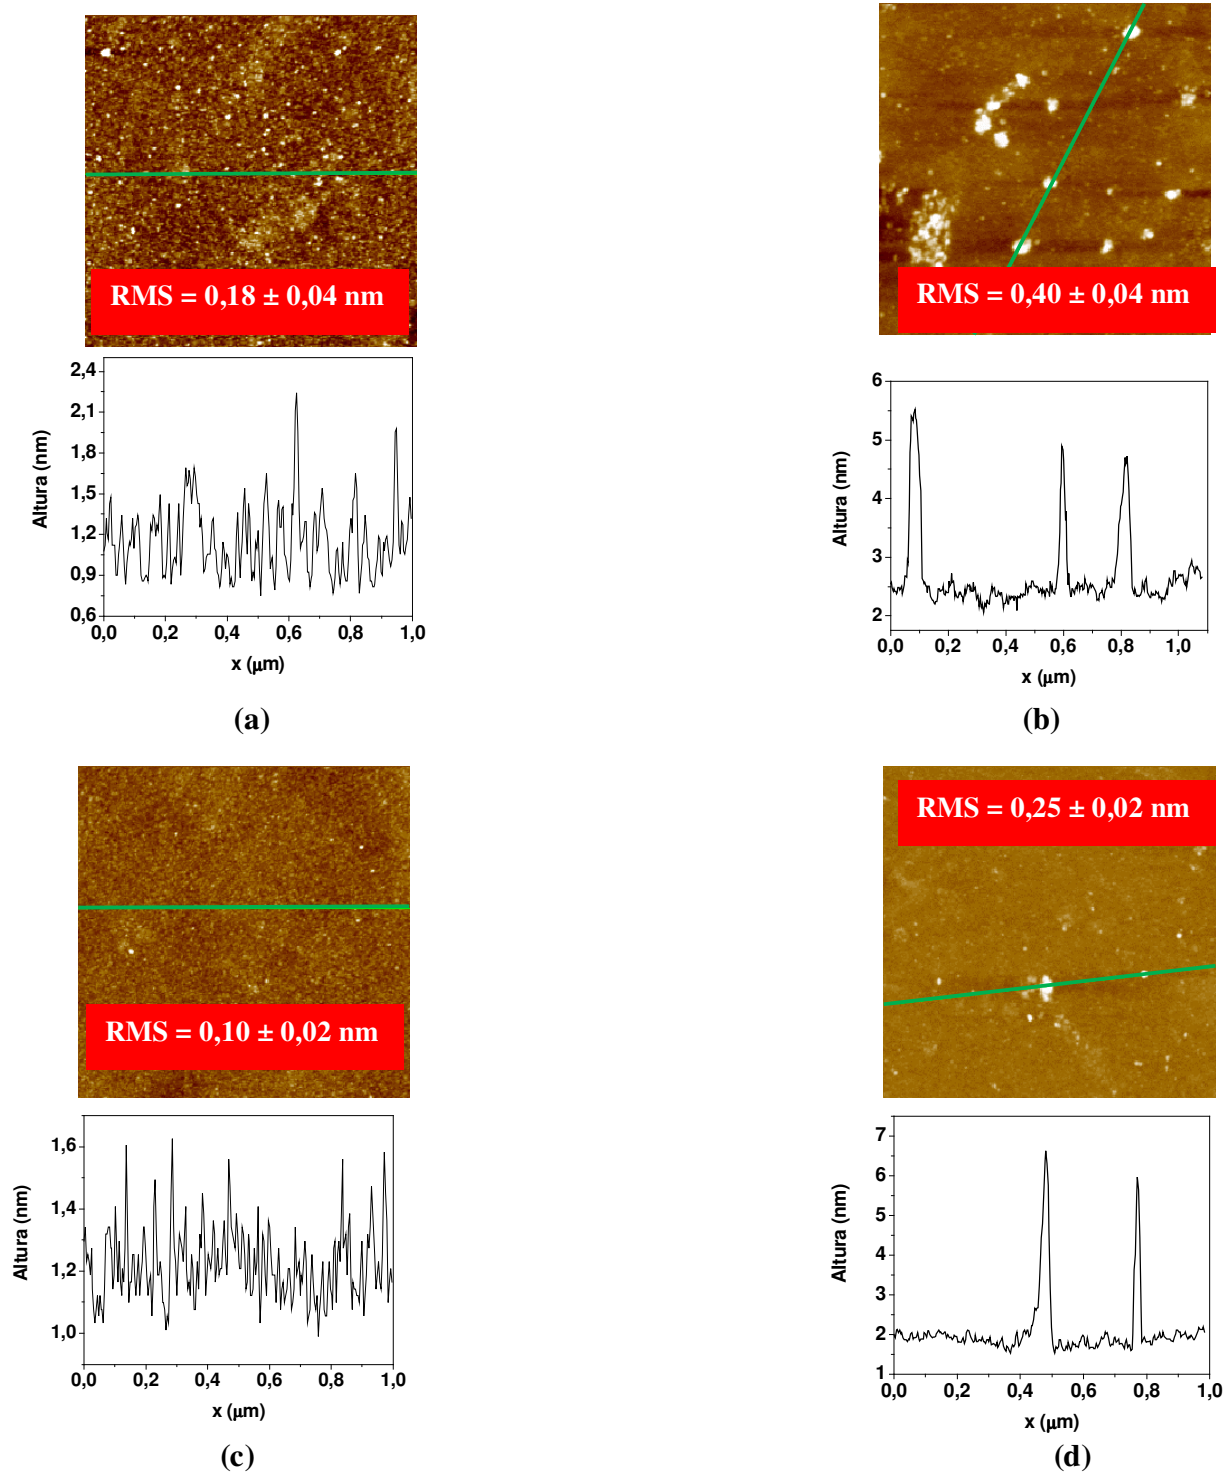 RMS = 0,18 ± 0,04 nm
2,4
2,1
1,8
1,5
1,2
0,9
0,6
Altura (nm)
0,0 0,2 0,4 0,6 0,8 1,0
x (μm)
(a)
RMS = 0,40 ± 0,04 nm
6
5
4
3
2
Altura (nm)
0,0 0,2 0,4 0,6 0,8 1,0
x (μm)
(b)
RMS = 0,10 ± 0,02 nm
1,6
1,4
1,2
1,0
Altura (nm)
0,0 0,2 0,4 0,6 0,8 1,0
x (μm)
(c)
RMS = 0,25 ± 0,02 nm
7
6
5
4
3
2
1
Altura (nm)
0,0 0,2 0,4 0,6 0,8 1,0
x (μm)
(d)